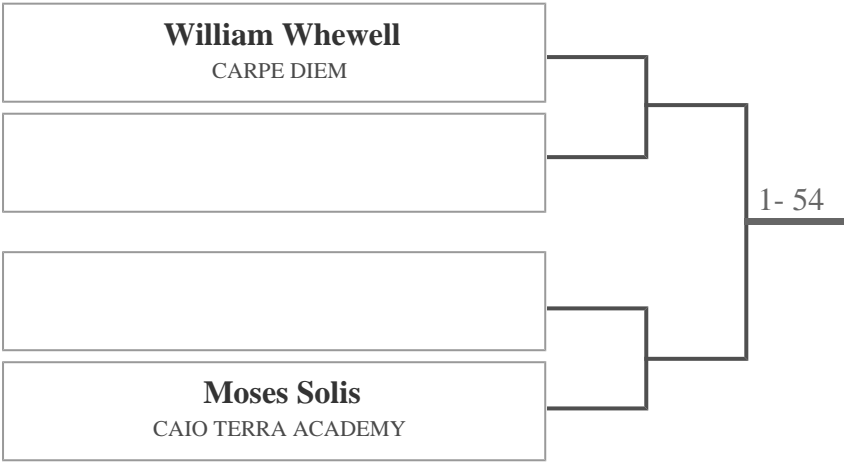 William Whewell
CARPE DIEM
1- 54
Moses Solis
CAIO TERRA ACADEMY